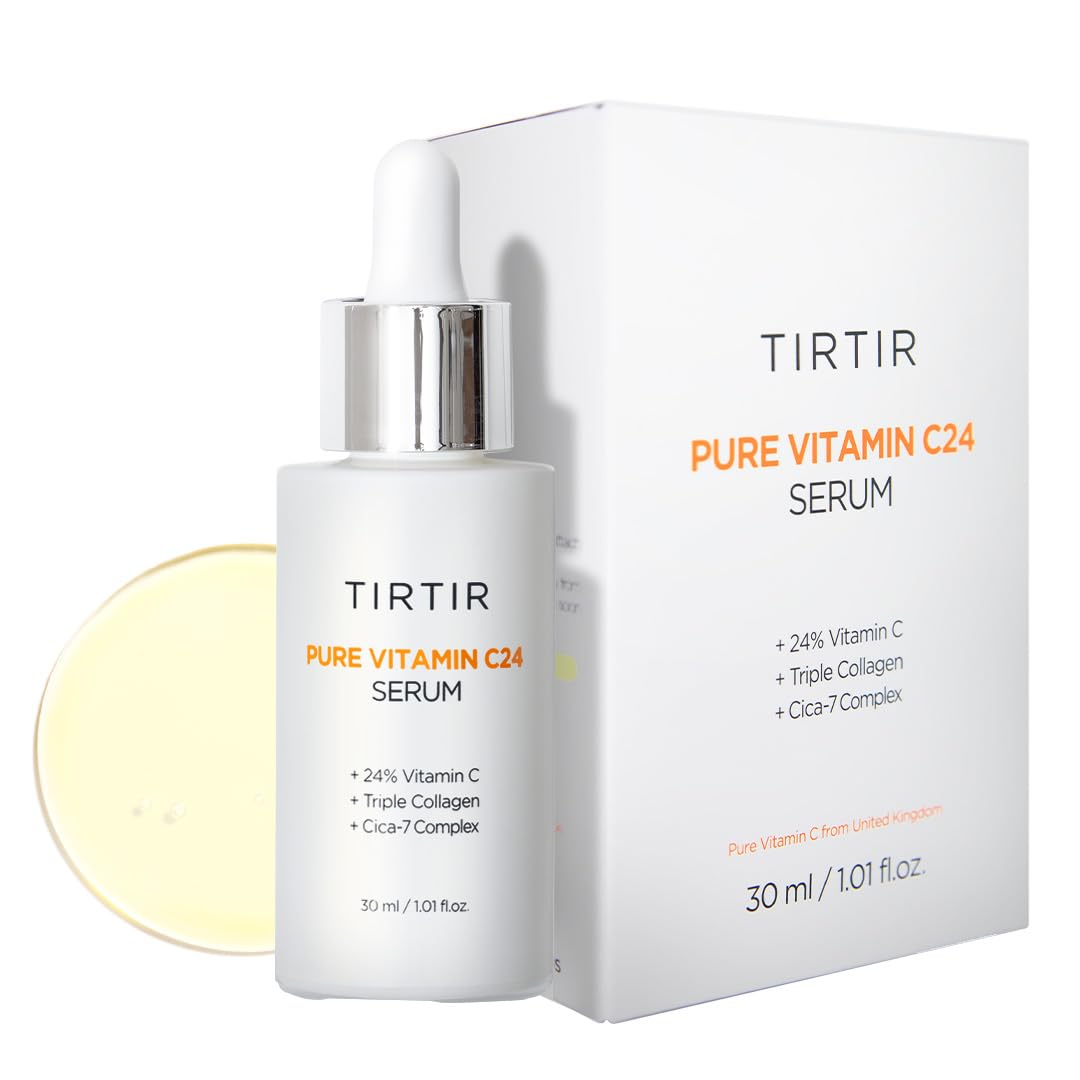 TIRTIR
PURE VITAMIN C24
SERUM
+ 24% Vitamin C
+ Triple Collagen
+ Cica-7 Complex
30 ml / 1.01 fl.oz.
TIRTIR
PURE VITAMIN C24
SERUM
+ 24% Vitamin C
+ Triple Collagen
+ Cica-7 Complex
Pure Vitamin C from United Kingdom
30 ml / 1.01 fl.oz.